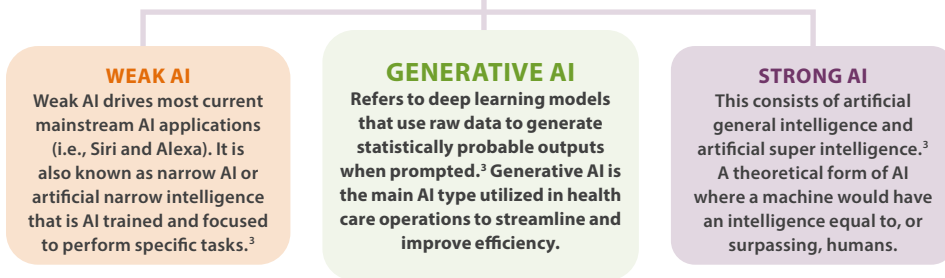 WEAK AI
Weak AI drives most current
mainstream AI applications
(i.e., Siri and Alexa). It is
also known as narrow AI or
artificial narrow intelligence
that is AI trained and focused
to perform specific tasks.³
GENERATIVE AI
Refers to deep learning models
that use raw data to generate
statistically probable outputs
when prompted.³ Generative AI is
the main AI type utilized in health
care operations to streamline and
improve efficiency.
STRONG AI
This consists of artificial
general intelligence and
artificial super intelligence.³
A theoretical form of AI
where a machine would have
an intelligence equal to, or
surpassing, humans.